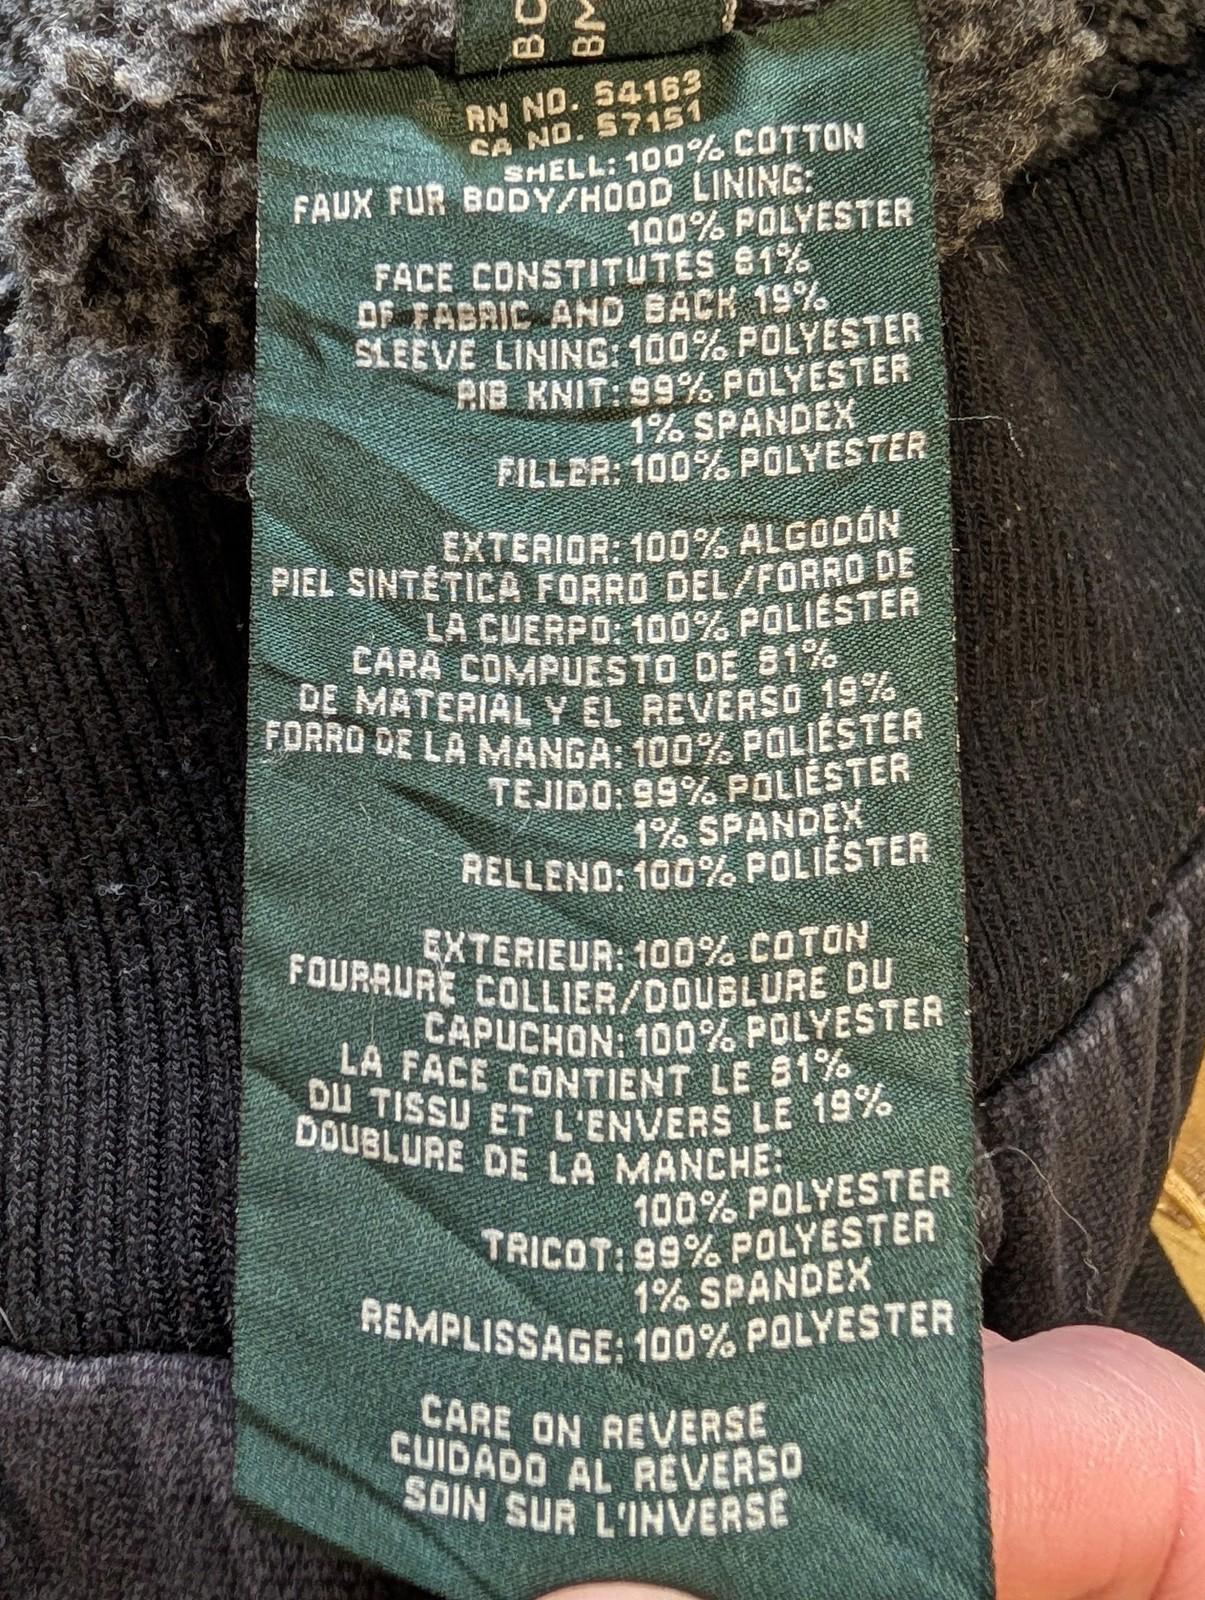 BO
8M
RN NO. 54163
CA NO. 57151
SHELL: 100% COTTON
FAUX FUR BODY/HOOD LINING:
100% POLYESTER
FACE CONSTITUTES 81%
OF FABRIC AND BACK 19%
SLEEVE LINING: 100% POLYESTER
RIB KNIT: 99% POLYESTER
1% SPANDEX
FILLER: 100% POLYESTER
EXTERIOR: 100% ALGODÓN
PIEL SINTÉTICA FORRO DEL/FORRO DE
LA CUERPO: 100% POLIÉSTER
CARA COMPUESTO DE 81%
DE MATERIAL Y EL REVERSO 19%
FORRO DE LA MANGA: 100% POLIÉSTER
TEJIDO: 99% POLIÉSTER
1% SPANDEX
RELLENO: 100% POLIÉSTER
EXTERIEUR: 100% COTON
FOURRURE COLLIER/DOUBLURE DU
CAPUCHON: 100% POLYESTER
LA FACE CONTIENT LE 81%
DU TISSU ET L'ENVERS LE 19%
DOUBLURE DE LA MANCHE:
100% POLYESTER
TRICOT: 99% POLYESTER
1% SPANDEX
REMPLISSAGE: 100% POLYESTER
CARE ON REVERSE
CUIDADO AL REVERSO
SOIN SUR L'INVERSE